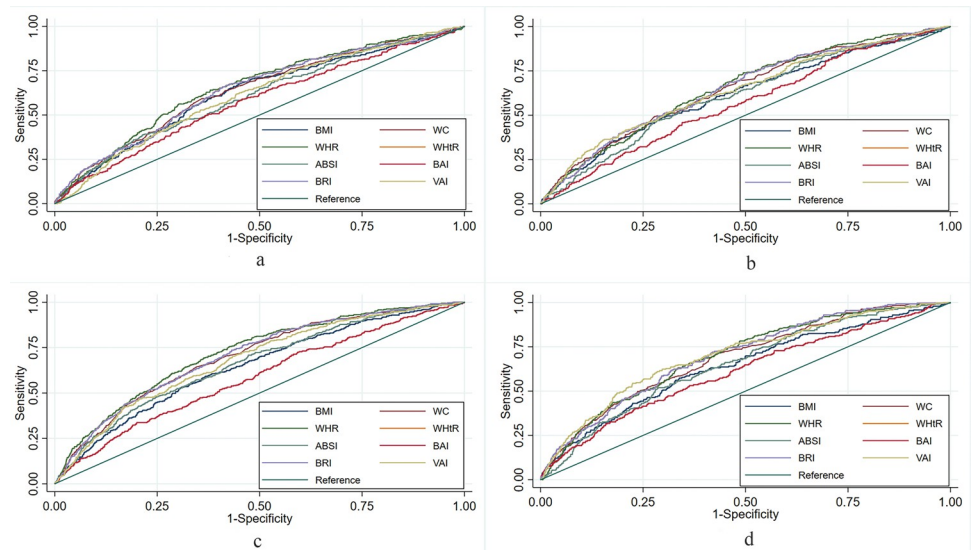 1.00
0.75
0.50
0.25
0.00
Sensitivity
BMI WC
WHR WHtR
ABSI BAI
BRI VAI
Reference
0.00 0.25 0.50 0.75 1.00
1-Specificity
a
1.00
0.75
0.50
0.25
0.00
Sensitivity
BMI WC
WHR WHtR
ABSI BAI
BRI VAI
Reference
0.00 0.25 0.50 0.75 1.00
1-Specificity
b
1.00
0.75
0.50
0.25
0.00
Sensitivity
BMI WC
WHR WHtR
ABSI BAI
BRI VAI
Reference
0.00 0.25 0.50 0.75 1.00
1-Specificity
c
1.00
0.75
0.50
0.25
0.00
Sensitivity
BMI WC
WHR WHtR
ABSI BAI
BRI VAI
Reference
0.00 0.25 0.50 0.75 1.00
1-Specificity
d